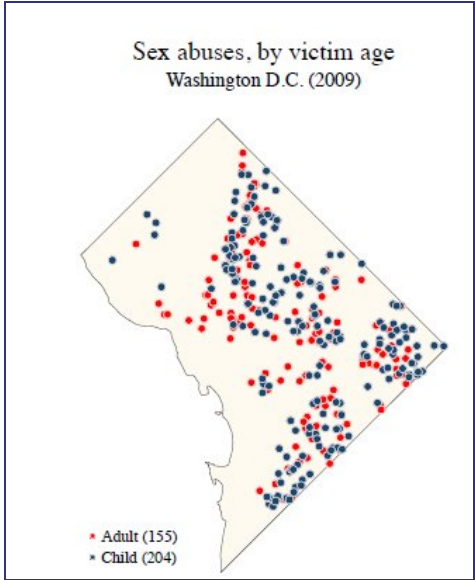 Sex abuses, by victim age
Washington D.C. (2009)
Adult (155)
Child (204)